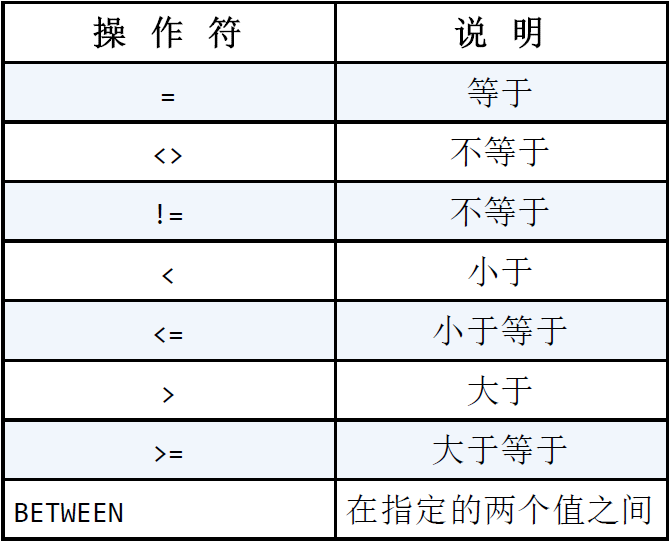 操作符 说明
= 等于
<> 不等于
!= 不等于
< 小于
<= 小于等于
> 大于
>= 大于等于
BETWEEN 在指定的两个值之间